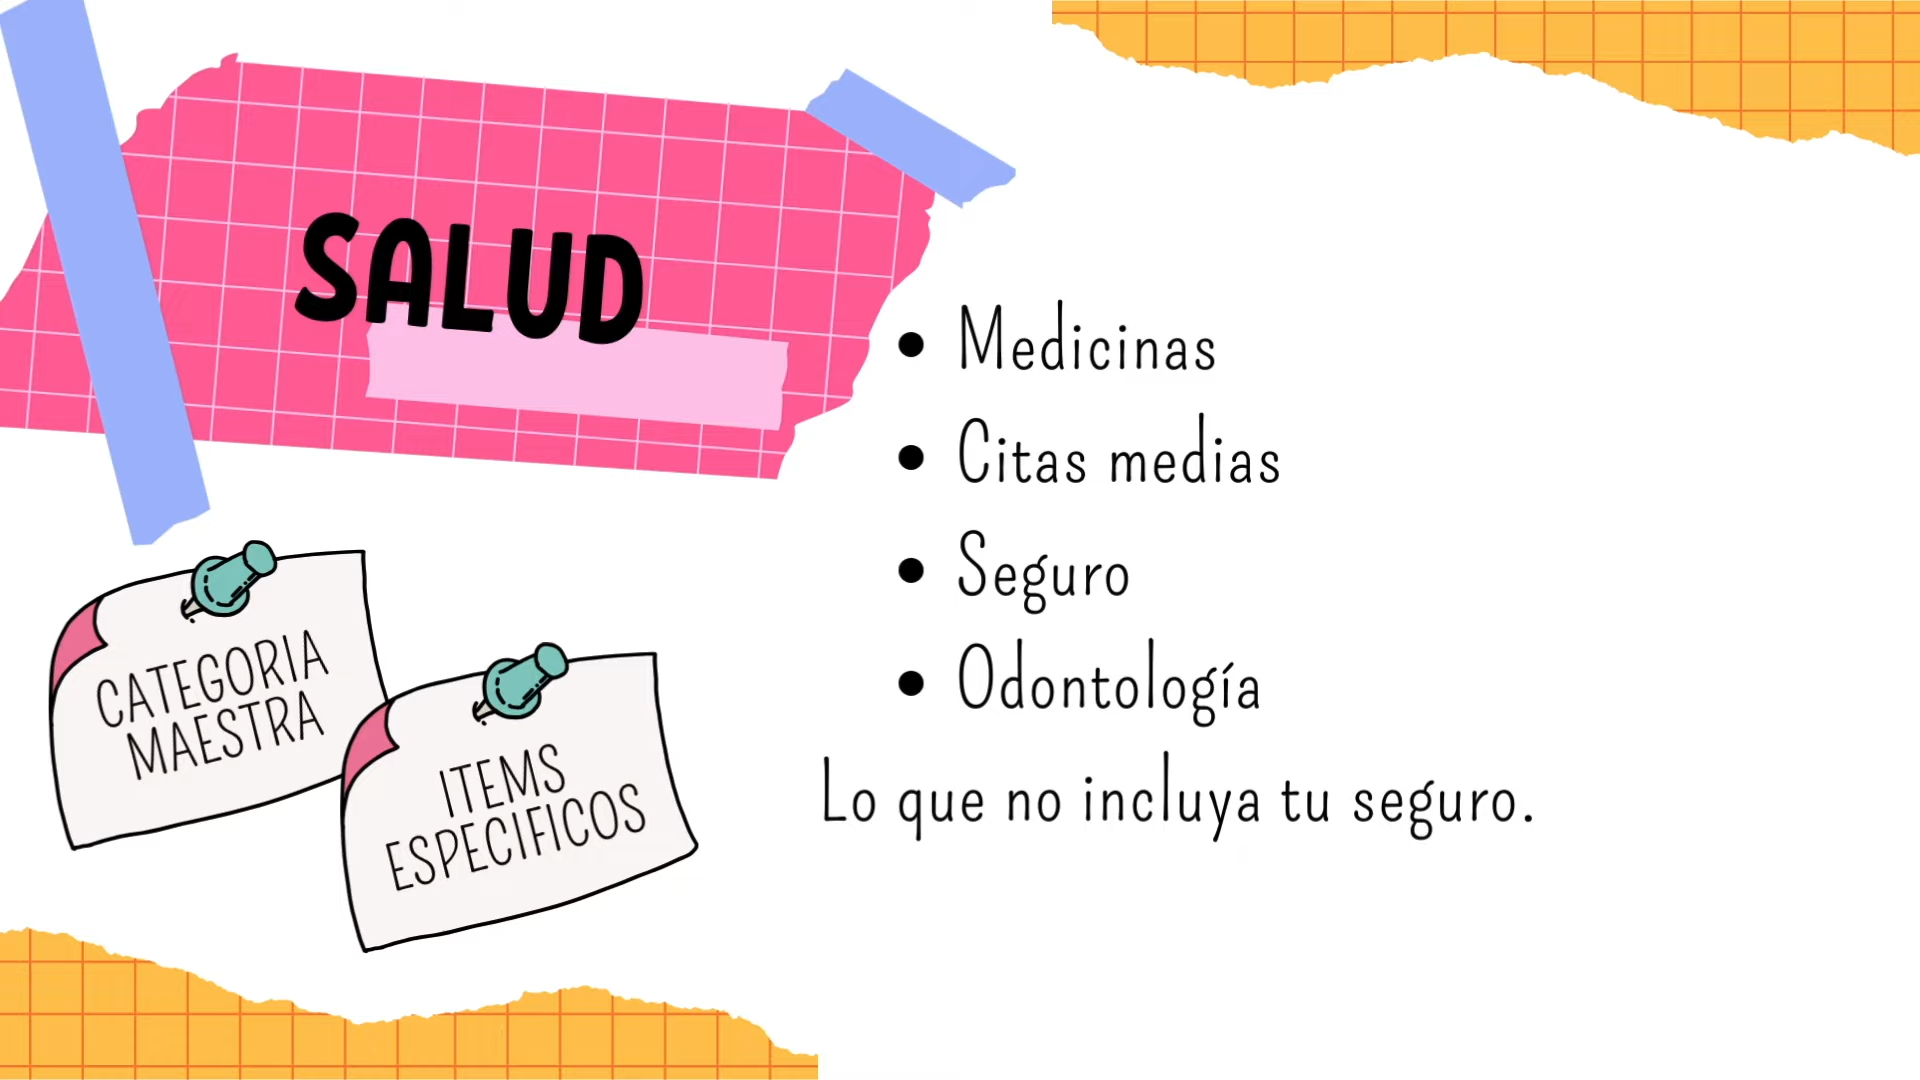 SALUD
CATEGORIA
MAESTRA
ITEMS
ESPECIFICOS
Medicinas
Citas medias
Seguro
Odontología
Lo que no incluya tu seguro.